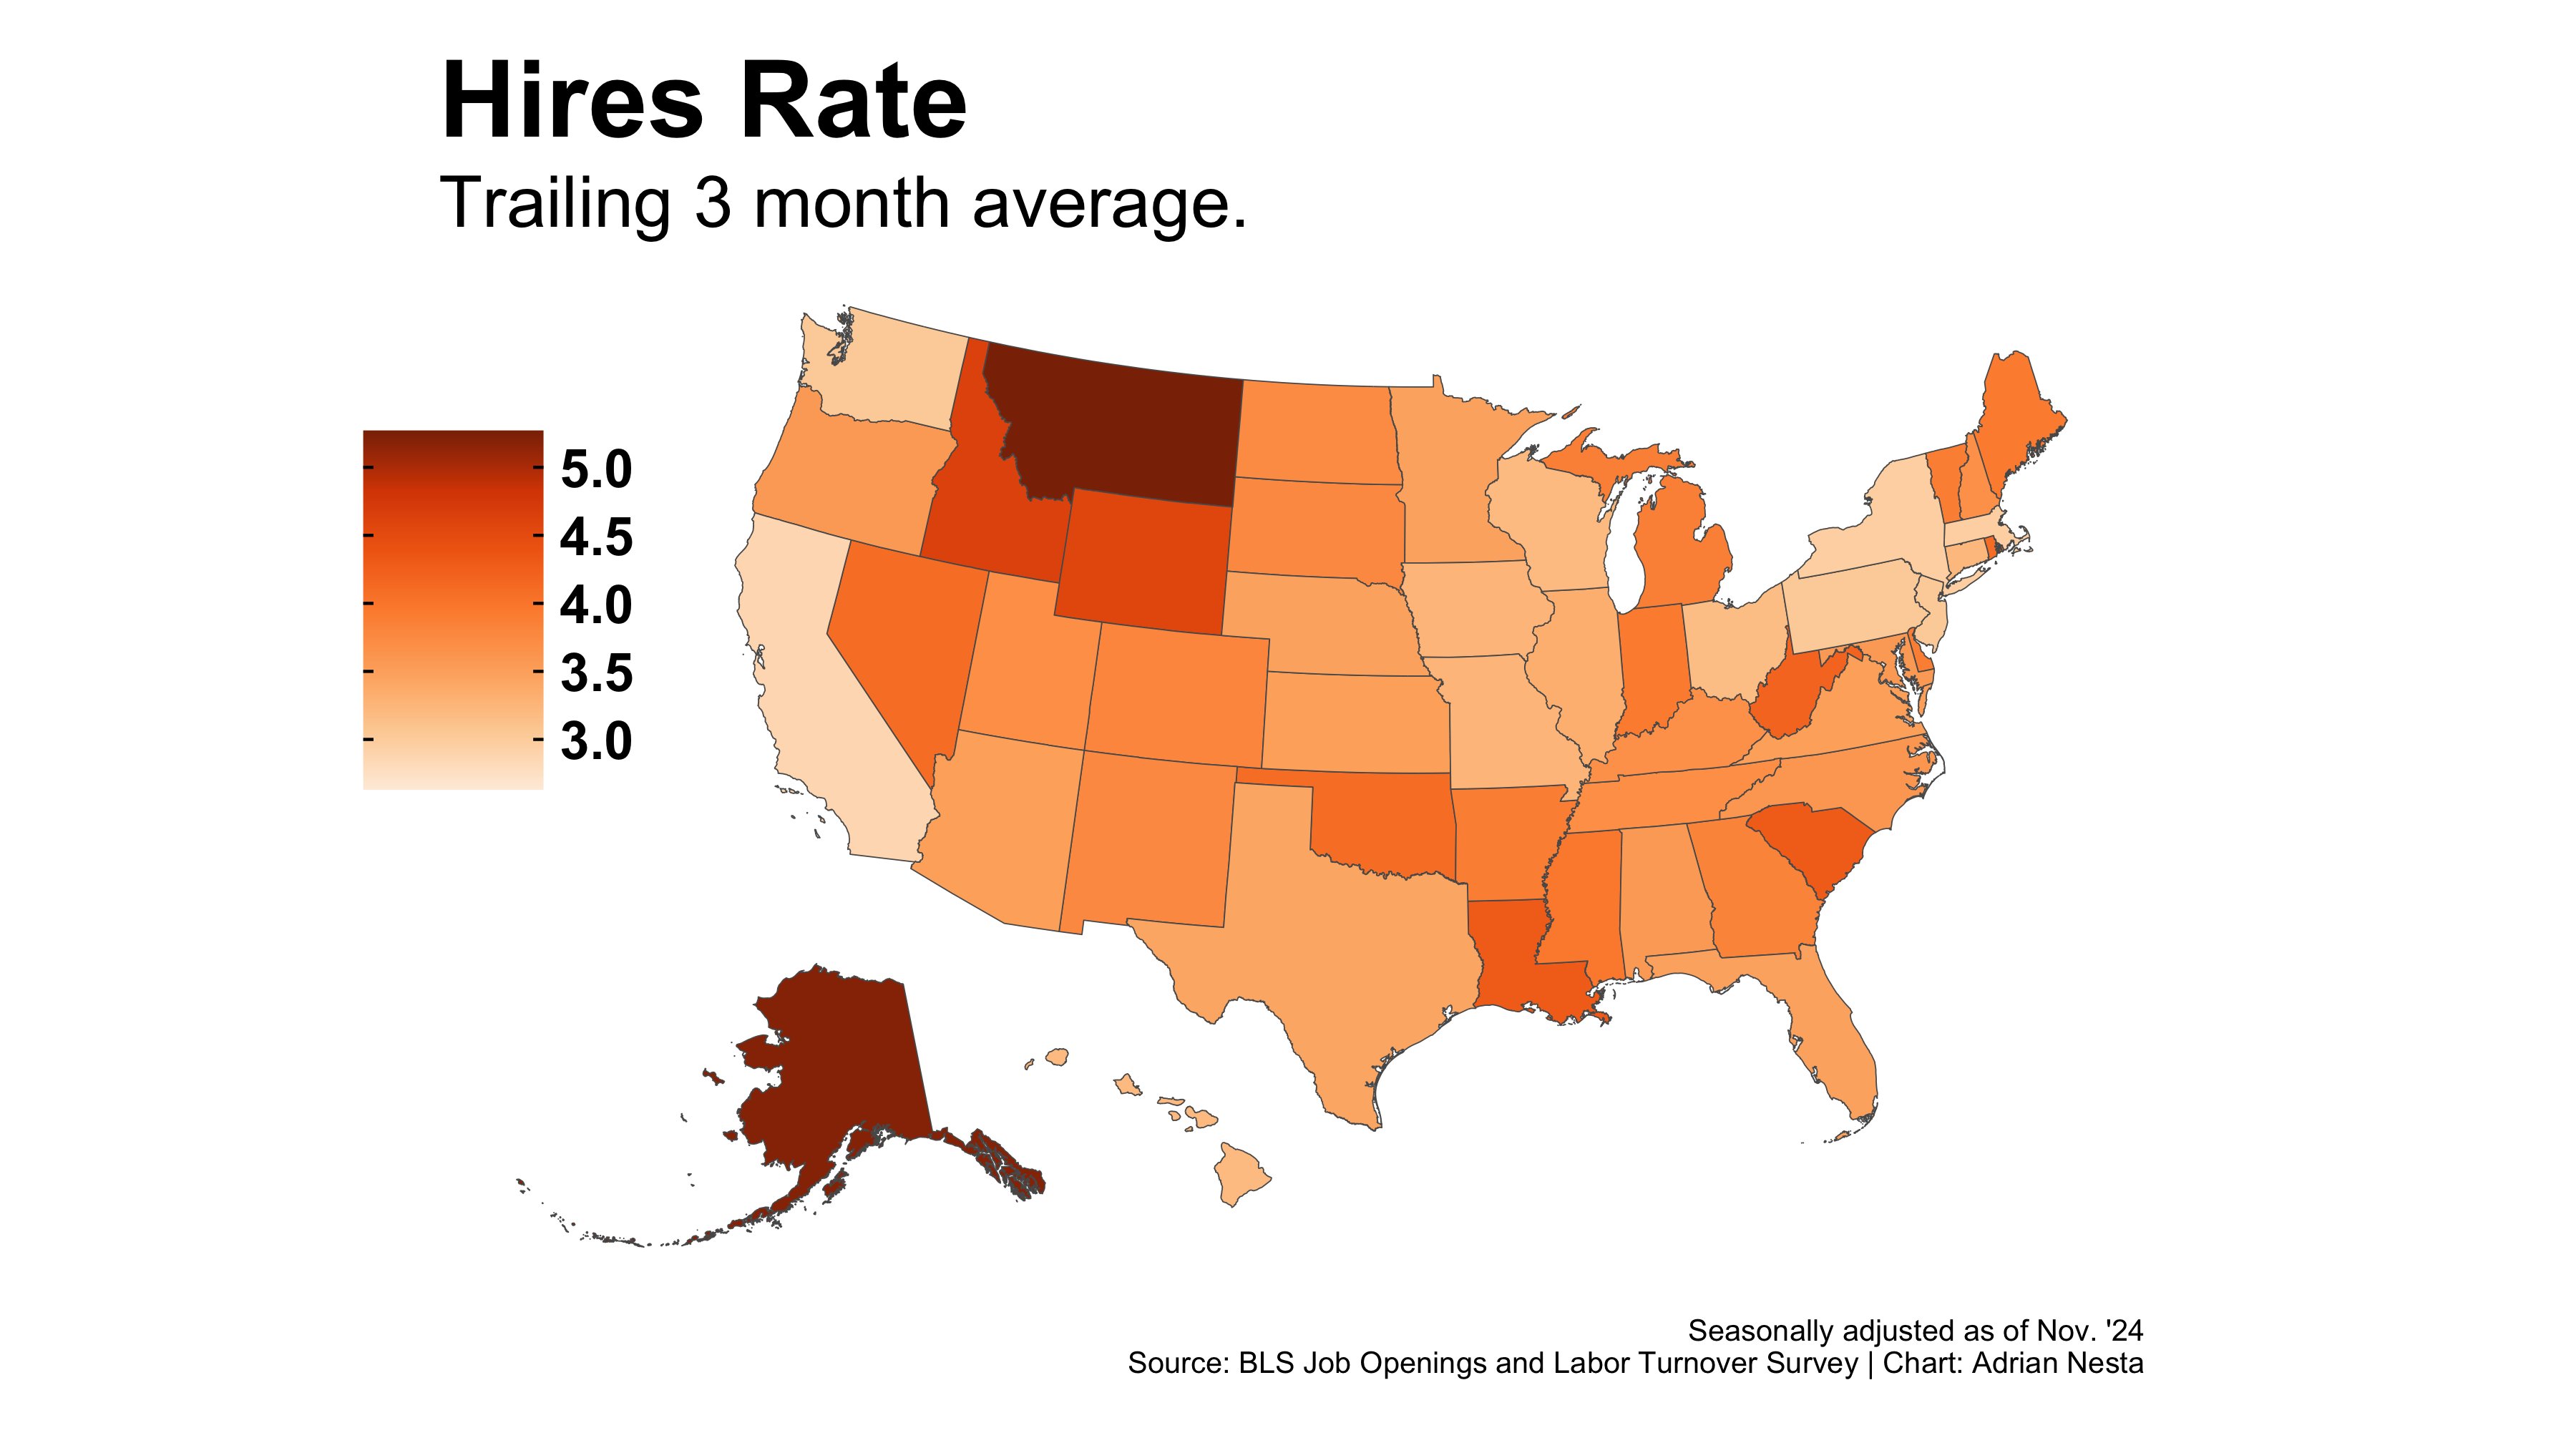 Hires Rate
Trailing 3 month average.
5.0
4.5
4.0
3.5
3.0
Seasonally adjusted as of Nov. '24
Source: BLS Job Openings and Labor Turnover Survey | Chart: Adrian Nesta